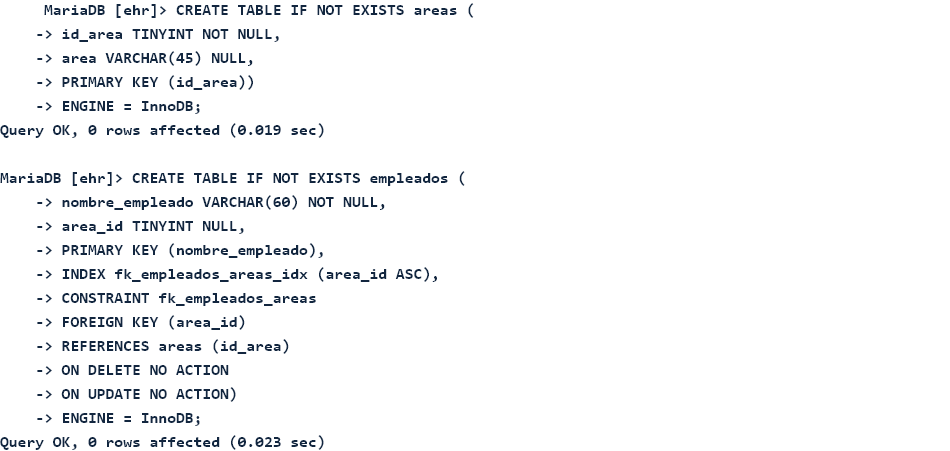 MariaDB [ehr]> CREATE TABLE IF NOT EXISTS areas (
-> id_area TINYINT NOT NULL,
-> area VARCHAR(45) NULL,
-> PRIMARY KEY (id_area))
-> ENGINE = InnoDB;
Query OK, 0 rows affected (0.019 sec)
MariaDB [ehr]> CREATE TABLE IF NOT EXISTS empleados (
-> nombre_empleado VARCHAR(60) NOT NULL,
-> area_id TINYINT NULL,
-> PRIMARY KEY (nombre_empleado),
-> INDEX fk_empleados_areas_idx (area_id ASC),
-> CONSTRAINT fk_empleados_areas
-> FOREIGN KEY (area_id)
-> REFERENCES areas (id_area)
-> ON DELETE NO ACTION
-> ON UPDATE NO ACTION)
-> ENGINE = InnoDB;
Query OK, 0 rows affected (0.023 sec)